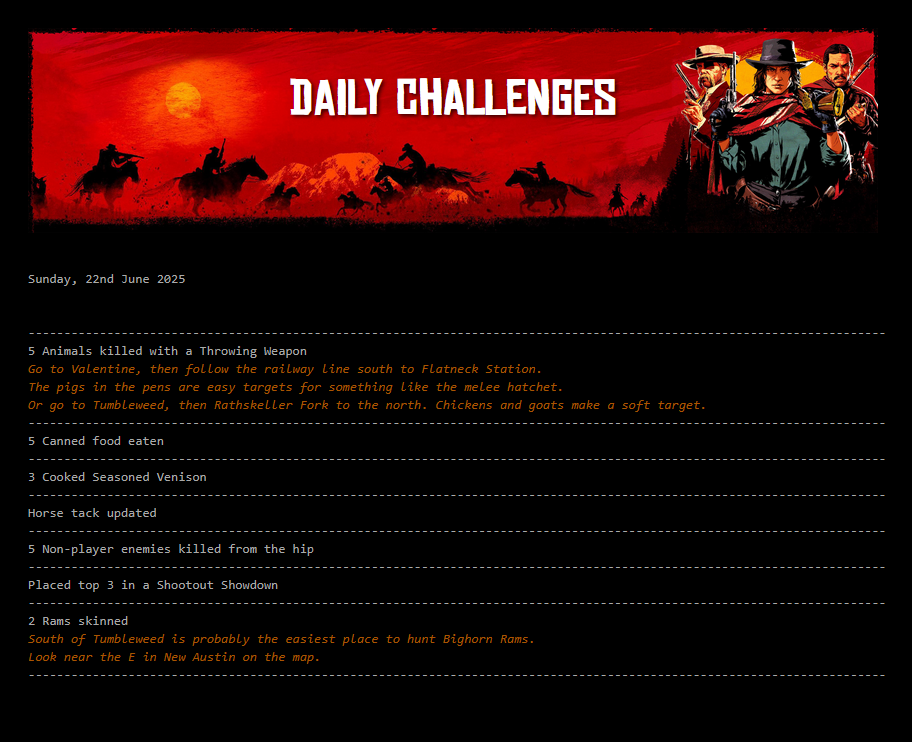 DAILY CHALLENGES
Sunday, 22nd June 2025
------------------------------------------------------------------------------------------------------------------------
5 Animals killed with a Throwing Weapon
Go to Valentine, then follow the railway line south to Flatneck Station.
The pigs in the pens are easy targets for something like the melee hatchet.
Or go to Tumbleweed, then Rathskeller Fork to the north. Chickens and goats make a soft target.
------------------------------------------------------------------------------------------------------------------------
5 Canned food eaten
------------------------------------------------------------------------------------------------------------------------
3 Cooked Seasoned Venison
------------------------------------------------------------------------------------------------------------------------
Horse tack updated
------------------------------------------------------------------------------------------------------------------------
5 Non-player enemies killed from the hip
------------------------------------------------------------------------------------------------------------------------
Placed top 3 in a Shootout Showdown
------------------------------------------------------------------------------------------------------------------------
2 Rams skinned
South of Tumbleweed is probably the easiest place to hunt Bighorn Rams.
Look near the E in New Austin on the map.
------------------------------------------------------------------------------------------------------------------------